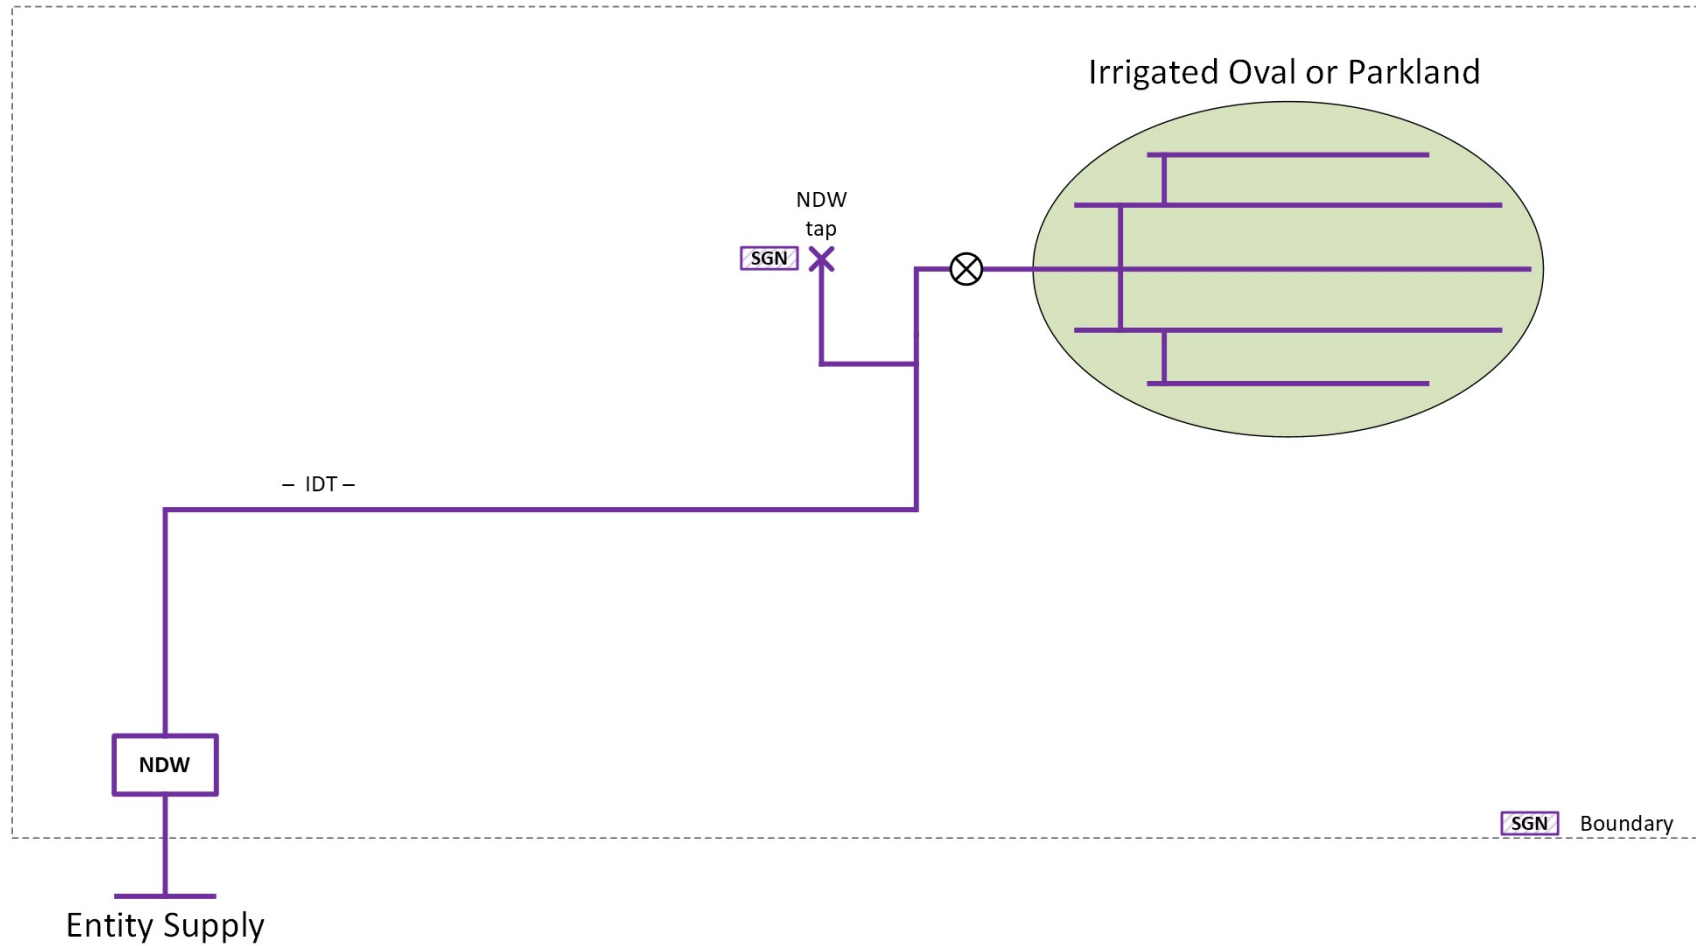 Irrigated Oval or Parkland
NDW
tap
SGN
– IDT –
NDW
SGN Boundary
Entity Supply